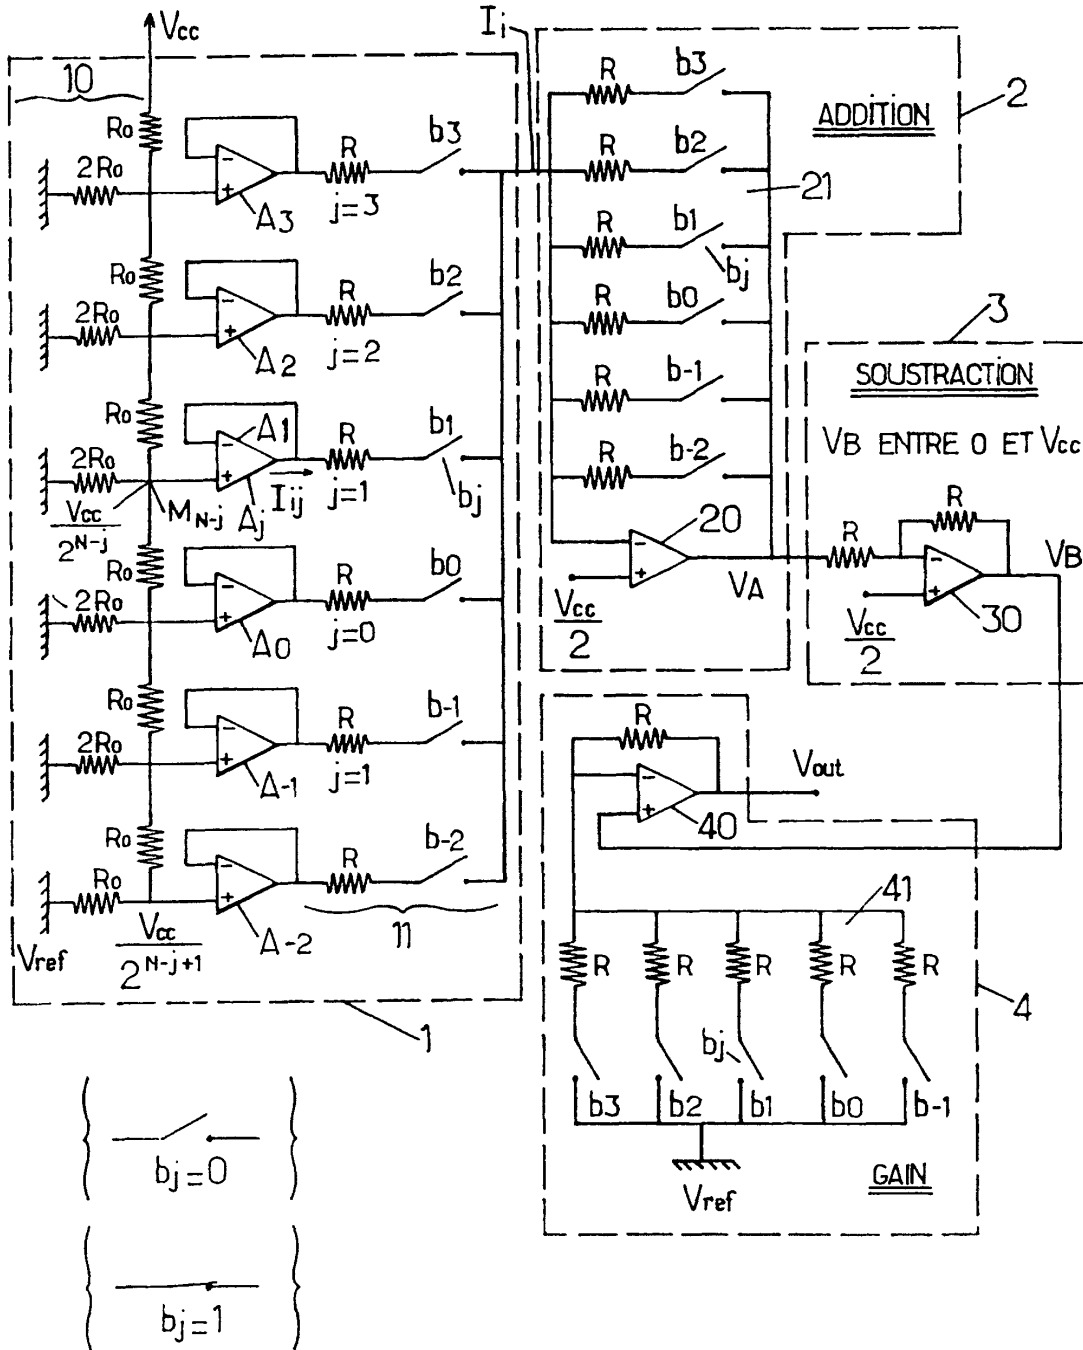 Vcc
Ii
10
R0
2R0
A3
R
j=3
b3
R0
2R0
A2
R
j=2
b2
R0
2R0
Vcc
2N-j
MN-j
A1
Aj
Iij
R
j=1
b1
bj
R0
2R0
A0
R
j=0
b0
R0
2R0
A-1
R
j=1
b-1
R0
R0
Vref
Vcc
2N-j+1
A-2
R
b-2
11
1
R b3
R b2
R b1
bj
R b0
R b-1
R b-2
21
ADDITION
2
20
Vcc
2
VA
3
SOUSTRACTION
VB ENTRE 0 ET Vcc
R
R
30
Vcc
2
VB
R
40
Vout
41
R R R R R
bj
b3 b2 b1 b0 b-1
Vref
GAIN
4
bj=0
bj=1